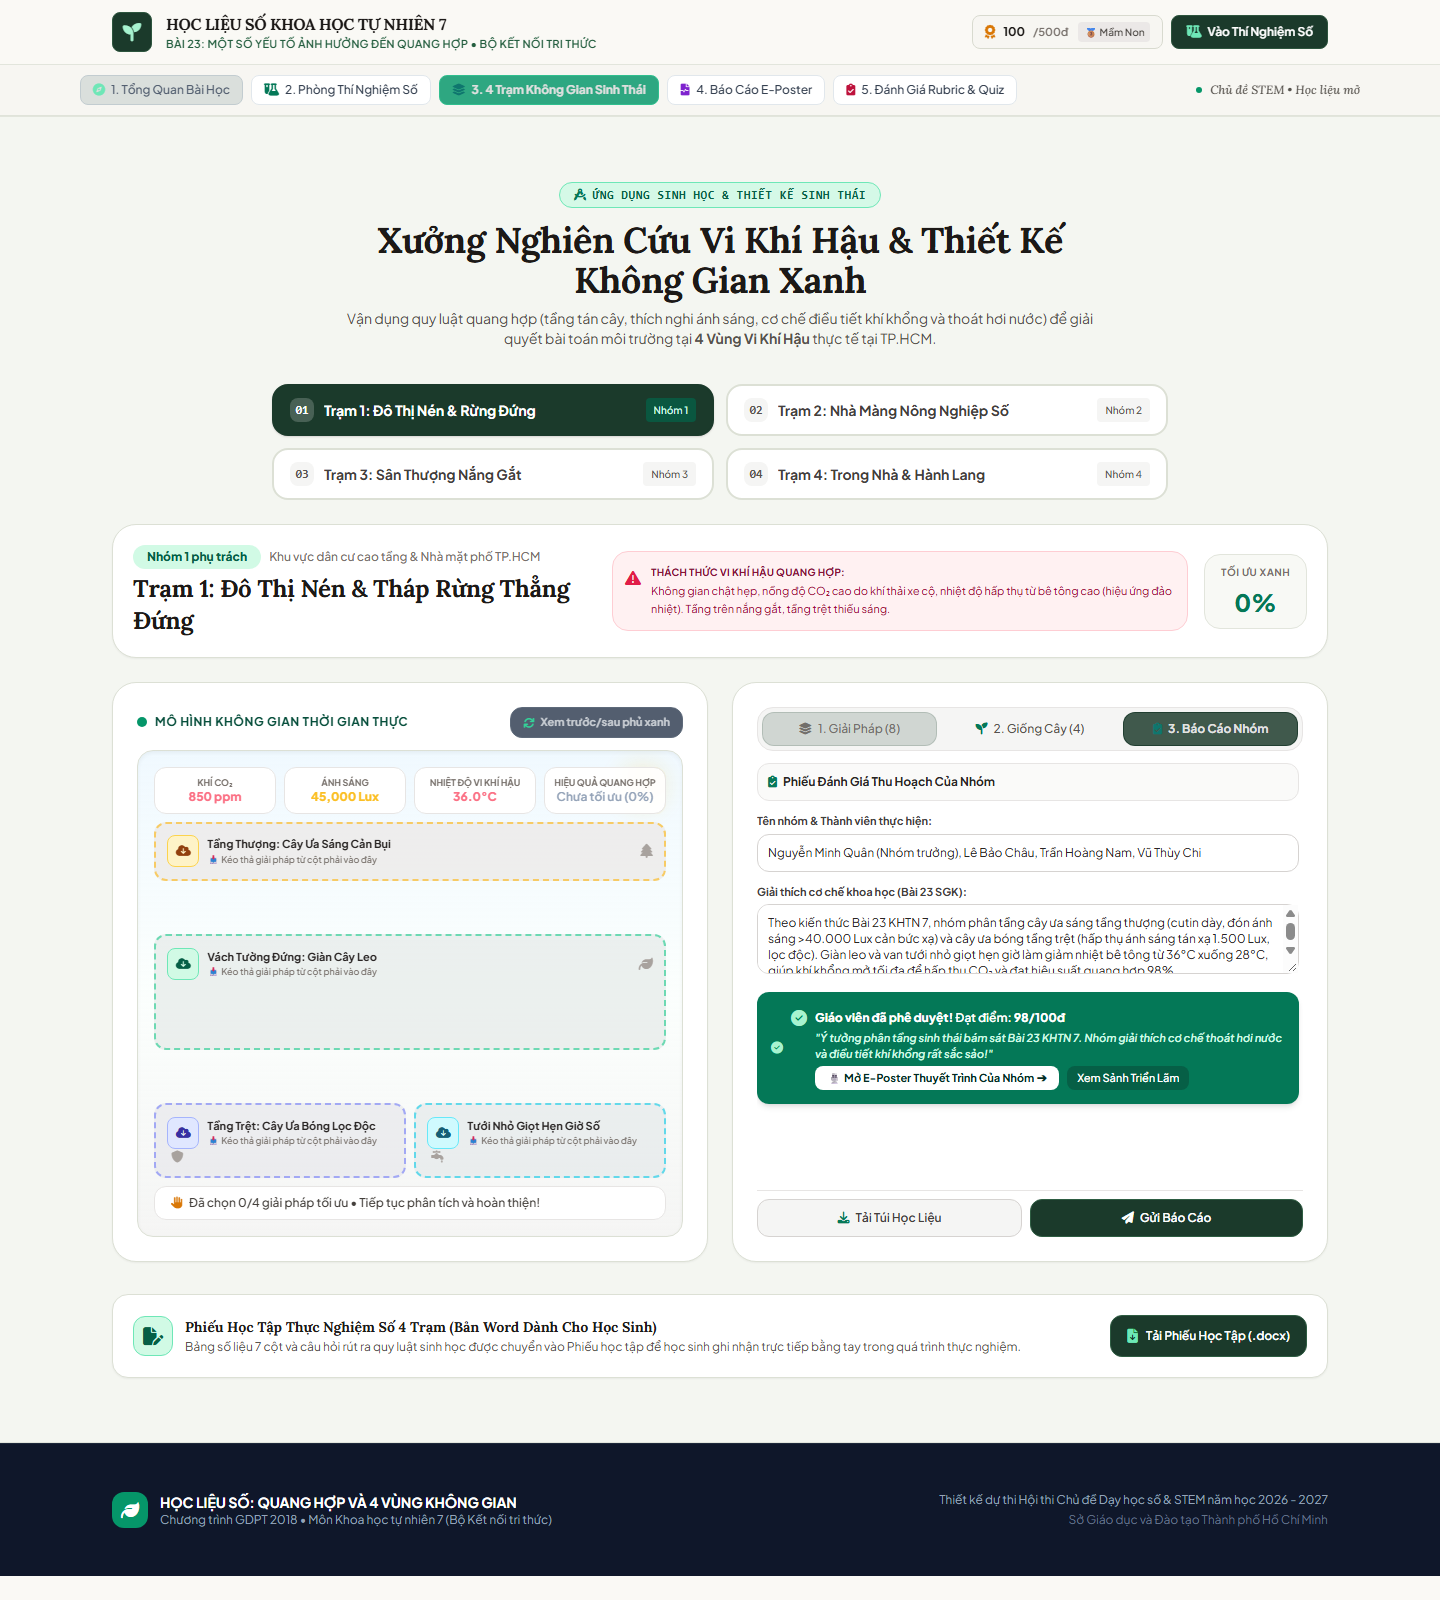 HỌC LIỆU SỐ KHOA HỌC TỰ NHIÊN 7
BÀI 23: MỘT SỐ YẾU TỐ ẢNH HƯỞNG ĐẾN QUANG HỢP • BỘ KẾT NỐI TRI THỨC
100 /500đ Mầm Non
Vào Thí Nghiệm Số
1. Tổng Quan Bài Học
2. Phòng Thí Nghiệm Số
3. 4 Trạm Không Gian Sinh Thái
4. Báo Cáo E-Poster
5. Đánh Giá Rubric & Quiz
Chủ đề STEM • Học liệu mở
ỨNG DỤNG SINH HỌC & THIẾT KẾ SINH THÁI
Xưởng Nghiên Cứu Vi Khí Hậu & Thiết Kế
Không Gian Xanh
Vận dụng quy luật quang hợp (tầng tán cây, thích nghi ánh sáng, cơ chế điều tiết khí khổng và thoát hơi nước) để giải
quyết bài toán môi trường tại 4 Vùng Vi Khí Hậu thực tế tại TP.HCM.
01 Trạm 1: Đô Thị Nén & Rừng Đứng Nhóm 1
02 Trạm 2: Nhà Màng Nông Nghiệp Số Nhóm 2
03 Trạm 3: Sân Thượng Nắng Gắt Nhóm 3
04 Trạm 4: Trong Nhà & Hành Lang Nhóm 4
Nhóm 1 phụ trách Khu vực dân cư cao tầng & Nhà mặt phố TP.HCM
Trạm 1: Đô Thị Nén & Tháp Rừng Thẳng
Đứng
THÁCH THỨC VI KHÍ HẬU QUANG HỢP:
Không gian chật hẹp, nồng độ CO₂ cao do khí thải xe cộ, nhiệt độ hấp thụ từ bê tông cao (hiệu ứng đảo
nhiệt). Tầng trên nắng gắt, tầng trệt thiếu sáng.
TỐI ƯU XANH
0%
MÔ HÌNH KHÔNG GIAN THỜI GIAN THỰC
Xem trước/sau phủ xanh
KHÍ CO₂
850 ppm
ÁNH SÁNG
45,000 Lux
NHIỆT ĐỘ VI KHÍ HẬU
36.0°C
HIỆU QUẢ QUANG HỢP
Chưa tối ưu (0%)
Tầng Thượng: Cây Ưa Sáng Cản Bụi
Kéo thả giải pháp từ cột phải vào đây
Vách Tường Đứng: Giàn Cây Leo
Kéo thả giải pháp từ cột phải vào đây
Tầng Trệt: Cây Ưa Bóng Lọc Độc
Kéo thả giải pháp từ cột phải vào đây
Tưới Nhỏ Giọt Hẹn Giờ Số
Kéo thả giải pháp từ cột phải vào đây
Đã chọn 0/4 giải pháp tối ưu • Tiếp tục phân tích và hoàn thiện!
1. Giải Pháp (8)
2. Giống Cây (4)
3. Báo Cáo Nhóm
Phiếu Đánh Giá Thu Hoạch Của Nhóm
Tên nhóm & Thành viên thực hiện:
Nguyễn Minh Quân (Nhóm trưởng), Lê Bảo Châu, Trần Hoàng Nam, Vũ Thùy Chi
Giải thích cơ chế khoa học (Bài 23 SGK):
Theo kiến thức Bài 23 KHTN 7, nhóm phân tầng cây ưa sáng tầng thượng (cutin dày, đón ánh
sáng >40.000 Lux cản bức xạ) và cây ưa bóng tầng trệt (hấp thụ ánh sáng tán xạ 1.500 Lux,
lọc độc). Giàn leo và van tưới nhỏ giọt hẹn giờ làm giảm nhiệt bê tông từ 36°C xuống 28°C,
giúp khí khổng mở tối đa để hấp thụ CO₂ và đạt hiệu suất quang hợp 98%.
Giáo viên đã phê duyệt! Đạt điểm: 98/100đ
"Ý tưởng phân tầng sinh thái bám sát Bài 23 KHTN 7. Nhóm giải thích cơ chế thoát hơi nước
và điều tiết khí khổng rất sắc sảo!"
Mở E-Poster Thuyết Trình Của Nhóm ➔
Xem Sảnh Triển Lãm
Tải Túi Học Liệu
Gửi Báo Cáo
Phiếu Học Tập Thực Nghiệm Số 4 Trạm (Bản Word Dành Cho Học Sinh)
Bảng số liệu 7 cột và câu hỏi rút ra quy luật sinh học được chuyển vào Phiếu học tập để học sinh ghi nhận trực tiếp bằng tay trong quá trình thực nghiệm.
Tải Phiếu Học Tập (.docx)
HỌC LIỆU SỐ: QUANG HỢP VÀ 4 VÙNG KHÔNG GIAN
Chương trình GDPT 2018 • Môn Khoa học tự nhiên 7 (Bộ Kết nối tri thức)
Thiết kế dự thi Hội thi Chủ đề Dạy học số & STEM năm học 2026 - 2027
Sở Giáo dục và Đào tạo Thành phố Hồ Chí Minh